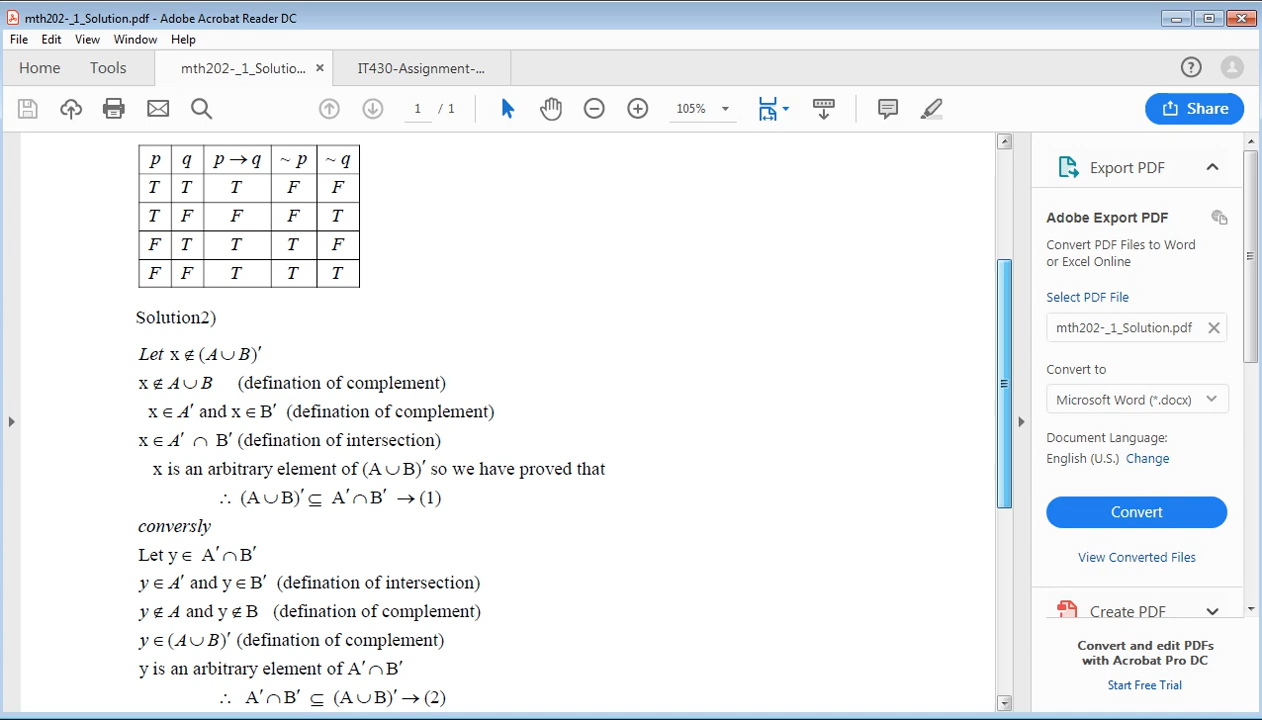 mth202-_1_Solution.pdf - Adobe Acrobat Reader DC
File Edit View Window Help
Home Tools mth202-_1_Solutio... × IT430-Assignment-...
1 / 1 105% Share
p q p → q ~ p ~ q
T T T F F
T F F F T
F T T T F
F F T T T
Solution2)
Let x ∉ (A ∪ B)′
x ∉ A ∪ B (defination of complement)
x ∈ A′ and x ∈ B′ (defination of complement)
x ∈ A′ ∩ B′ (defination of intersection)
x is an arbitrary element of (A ∪ B)′ so we have proved that
∴ (A ∪ B)′ ⊆ A′ ∩ B′ → (1)
conversly
Let y ∈ A′ ∩ B′
y ∈ A′ and y ∈ B′ (defination of intersection)
y ∉ A and y ∉ B (defination of complement)
y ∈ (A ∪ B)′ (defination of complement)
y is an arbitrary element of A′ ∩ B′
∴ A′ ∩ B′ ⊆ (A ∪ B)′ → (2)
Export PDF
Adobe Export PDF
Convert PDF Files to Word
or Excel Online
Select PDF File
mth202-_1_Solution.pdf
Convert to
Microsoft Word (*.docx)
Document Language:
English (U.S.) Change
Convert
View Converted Files
Create PDF
Convert and edit PDFs
with Acrobat Pro DC
Start Free Trial